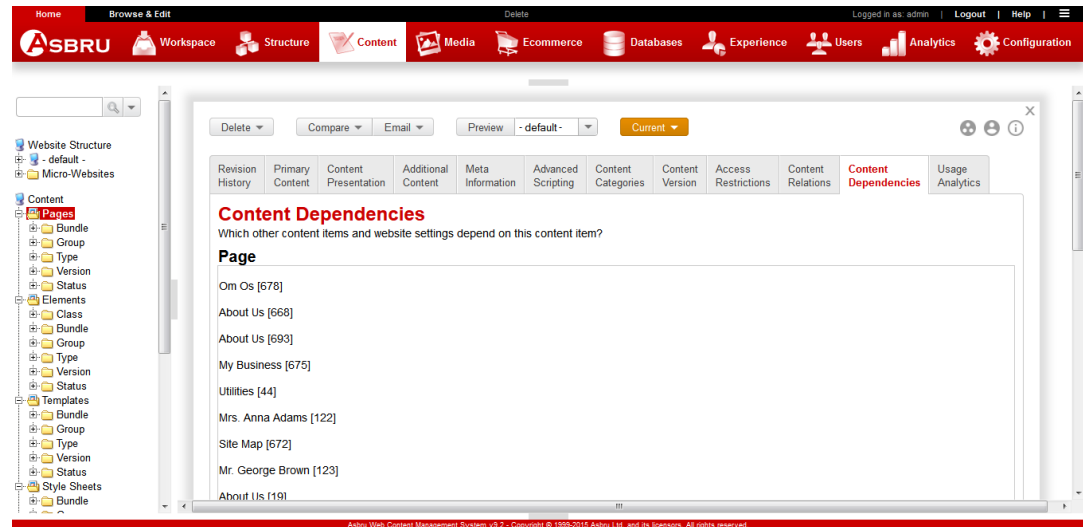 Home Browse & Edit Delete Logged in as: admin | Logout | Help |
ASBRU Workspace Structure Content Media Ecommerce Databases Experience Users Analytics Configuration
Website Structure
- default -
Micro-Websites
Content
Pages
Bundle
Group
Type
Version
Status
Elements
Class
Bundle
Group
Type
Version
Status
Templates
Bundle
Group
Type
Version
Status
Style Sheets
Bundle
Delete Compare Email Preview - default - Current
Revision History Primary Content Content Presentation Additional Content Meta Information Advanced Scripting Content Categories Content Version Access Restrictions Content Relations Content Dependencies Usage Analytics
Content Dependencies
Which other content items and website settings depend on this content item?
Page
Om Os [678]
About Us [668]
About Us [693]
My Business [675]
Utilities [44]
Mrs. Anna Adams [122]
Site Map [672]
Mr. George Brown [123]
About Us [19]
Asbru Web Content Management System v9.2 - Copyright © 1999-2015 Asbru Ltd. and its licensors. All rights reserved.